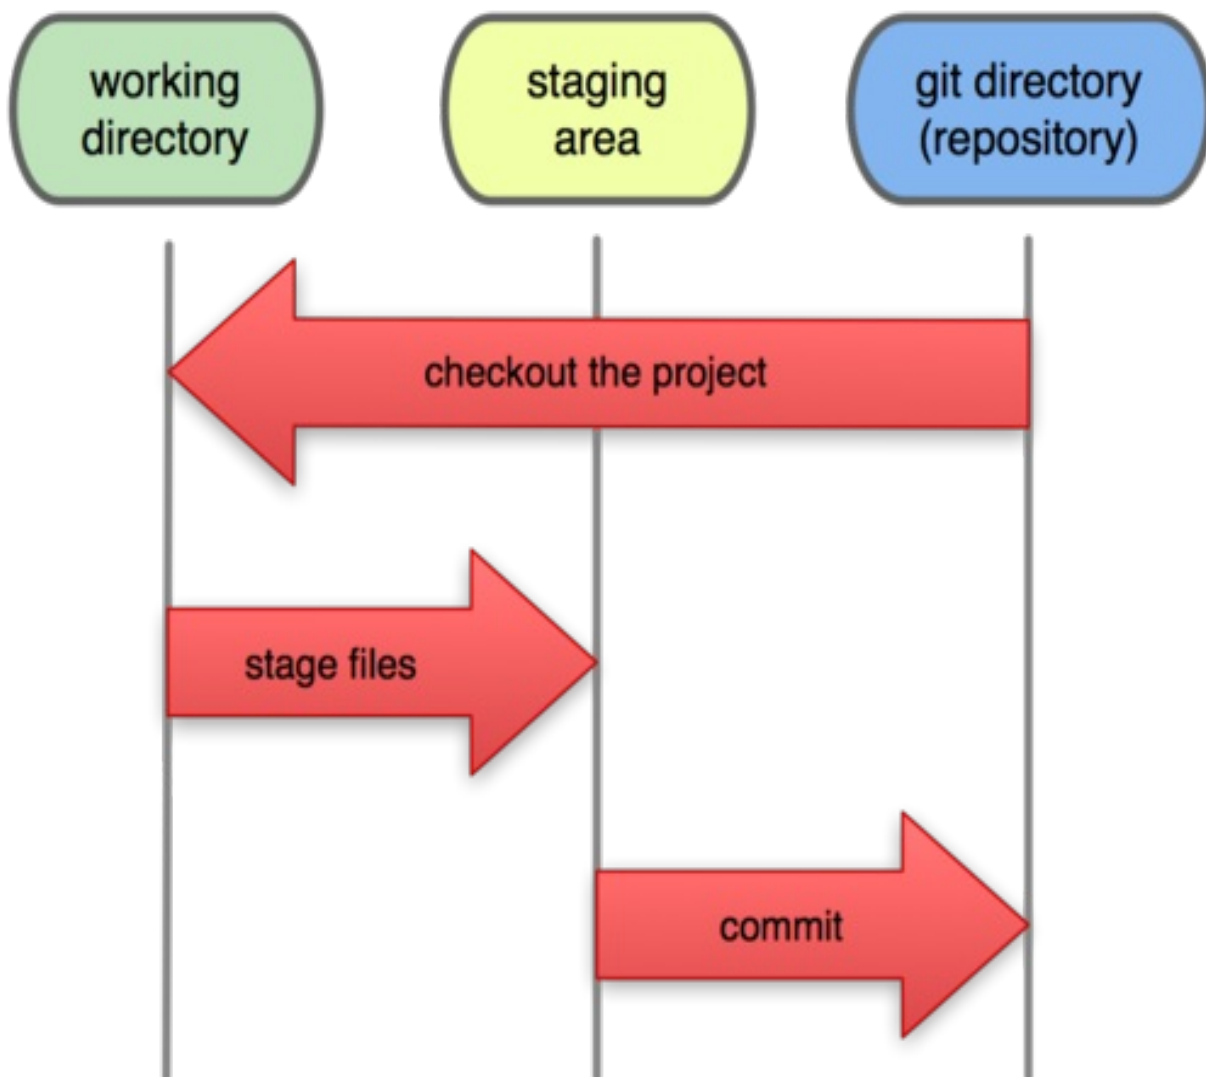 working
directory
staging
area
git directory
(repository)
checkout the project
stage files
commit